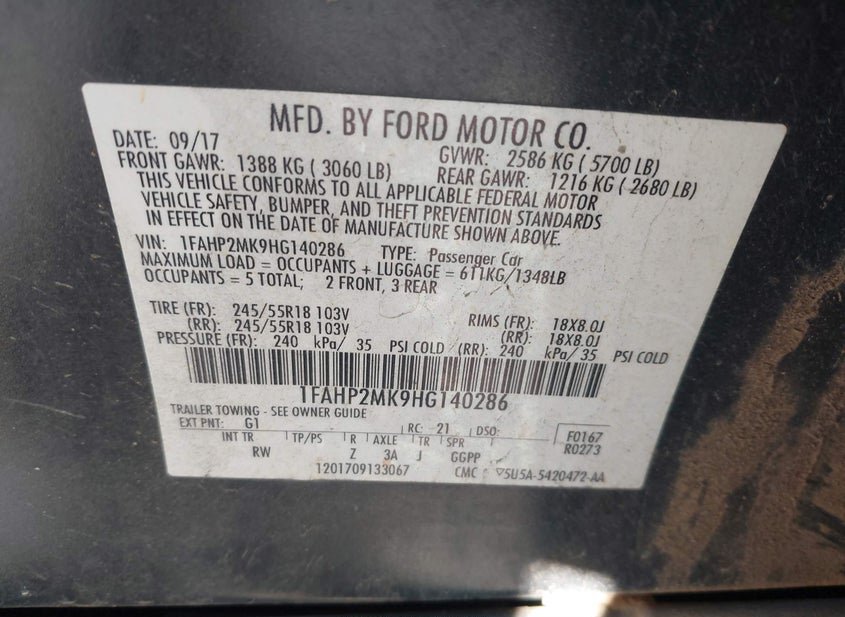 MFD. BY FORD MOTOR CO.
DATE: 09/17 GVWR: 2586 KG ( 5700 LB)
FRONT GAWR: 1388 KG ( 3060 LB) REAR GAWR: 1216 KG ( 2680 LB)
THIS VEHICLE CONFORMS TO ALL APPLICABLE FEDERAL MOTOR
VEHICLE SAFETY, BUMPER, AND THEFT PREVENTION STANDARDS
IN EFFECT ON THE DATE OF MANUFACTURE SHOWN ABOVE.
VIN: 1FAHP2MK9HG140286 TYPE: Passenger Car
MAXIMUM LOAD = OCCUPANTS + LUGGAGE = 611KG/1348LB
OCCUPANTS = 5 TOTAL; 2 FRONT, 3 REAR
TIRE (FR): 245/55R18 103V RIMS (FR): 18X8.0J
(RR): 245/55R18 103V (RR): 18X8.0J
PRESSURE (FR): 240 kPa/ 35 PSI COLD (RR): 240 kPa/ 35 PSI COLD
1FAHP2MK9HG140286
TRAILER TOWING - SEE OWNER GUIDE
EXT PNT: G1 RC: 21 DSO: F0167
INT TR TP/PS R AXLE TR SPR R0273
RW Z 3A J GGPP
1201709133067 CMC 5U5A-5420472-AA